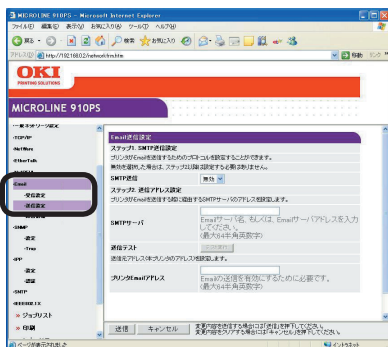 MICROLINE 910PS - Microsoft Internet Explorer
ファイル(F) 編集(E) 表示(V) お気に入り(A) ツール(T) ヘルプ(H)
戻る 検索 お気に入り
アドレス(D) http://192.168.0.2/network/frm.htm 移動 リンク
OKI
PRINTING SOLUTIONS
MICROLINE 910PS
-TCP/IP
-NetWare
-EtherTalk
-Email
-受信設定
-送信設定
-SNMP
-設定
-Trap
-IPP
-設定
-認証
-SNTP
-IEEE802.1X
» ジョブリスト
» 印刷
Email送信設定
ステップ1. SMTP送信設定
プリンタがEmailを送信するためのプロトコルを設定することができます。
無効を選択した場合は、ステップ2以降は設定する必要はありません。
SMTP送信 無効
ステップ2. 送信アドレス設定
プリンタがEmailを送信する際に経由するSMTPサーバのアドレスを設定します。
SMTPサーバ
Emailサーバ名、もしくは、Emailサーバアドレスを入力
してください。
(最大64半角英数字)
送信テスト
送信元アドレス(本プリンタのアドレス)を設定します。
プリンタEmailアドレス
Emailの送信を有効にするために必要です。
(最大80半角英数字)
送信 キャンセル
変更内容を送信する場合には「送信」を押下してください。
変更内容をクリアする場合は「キャンセル」を押下してください。
ページが表示されました インターネット